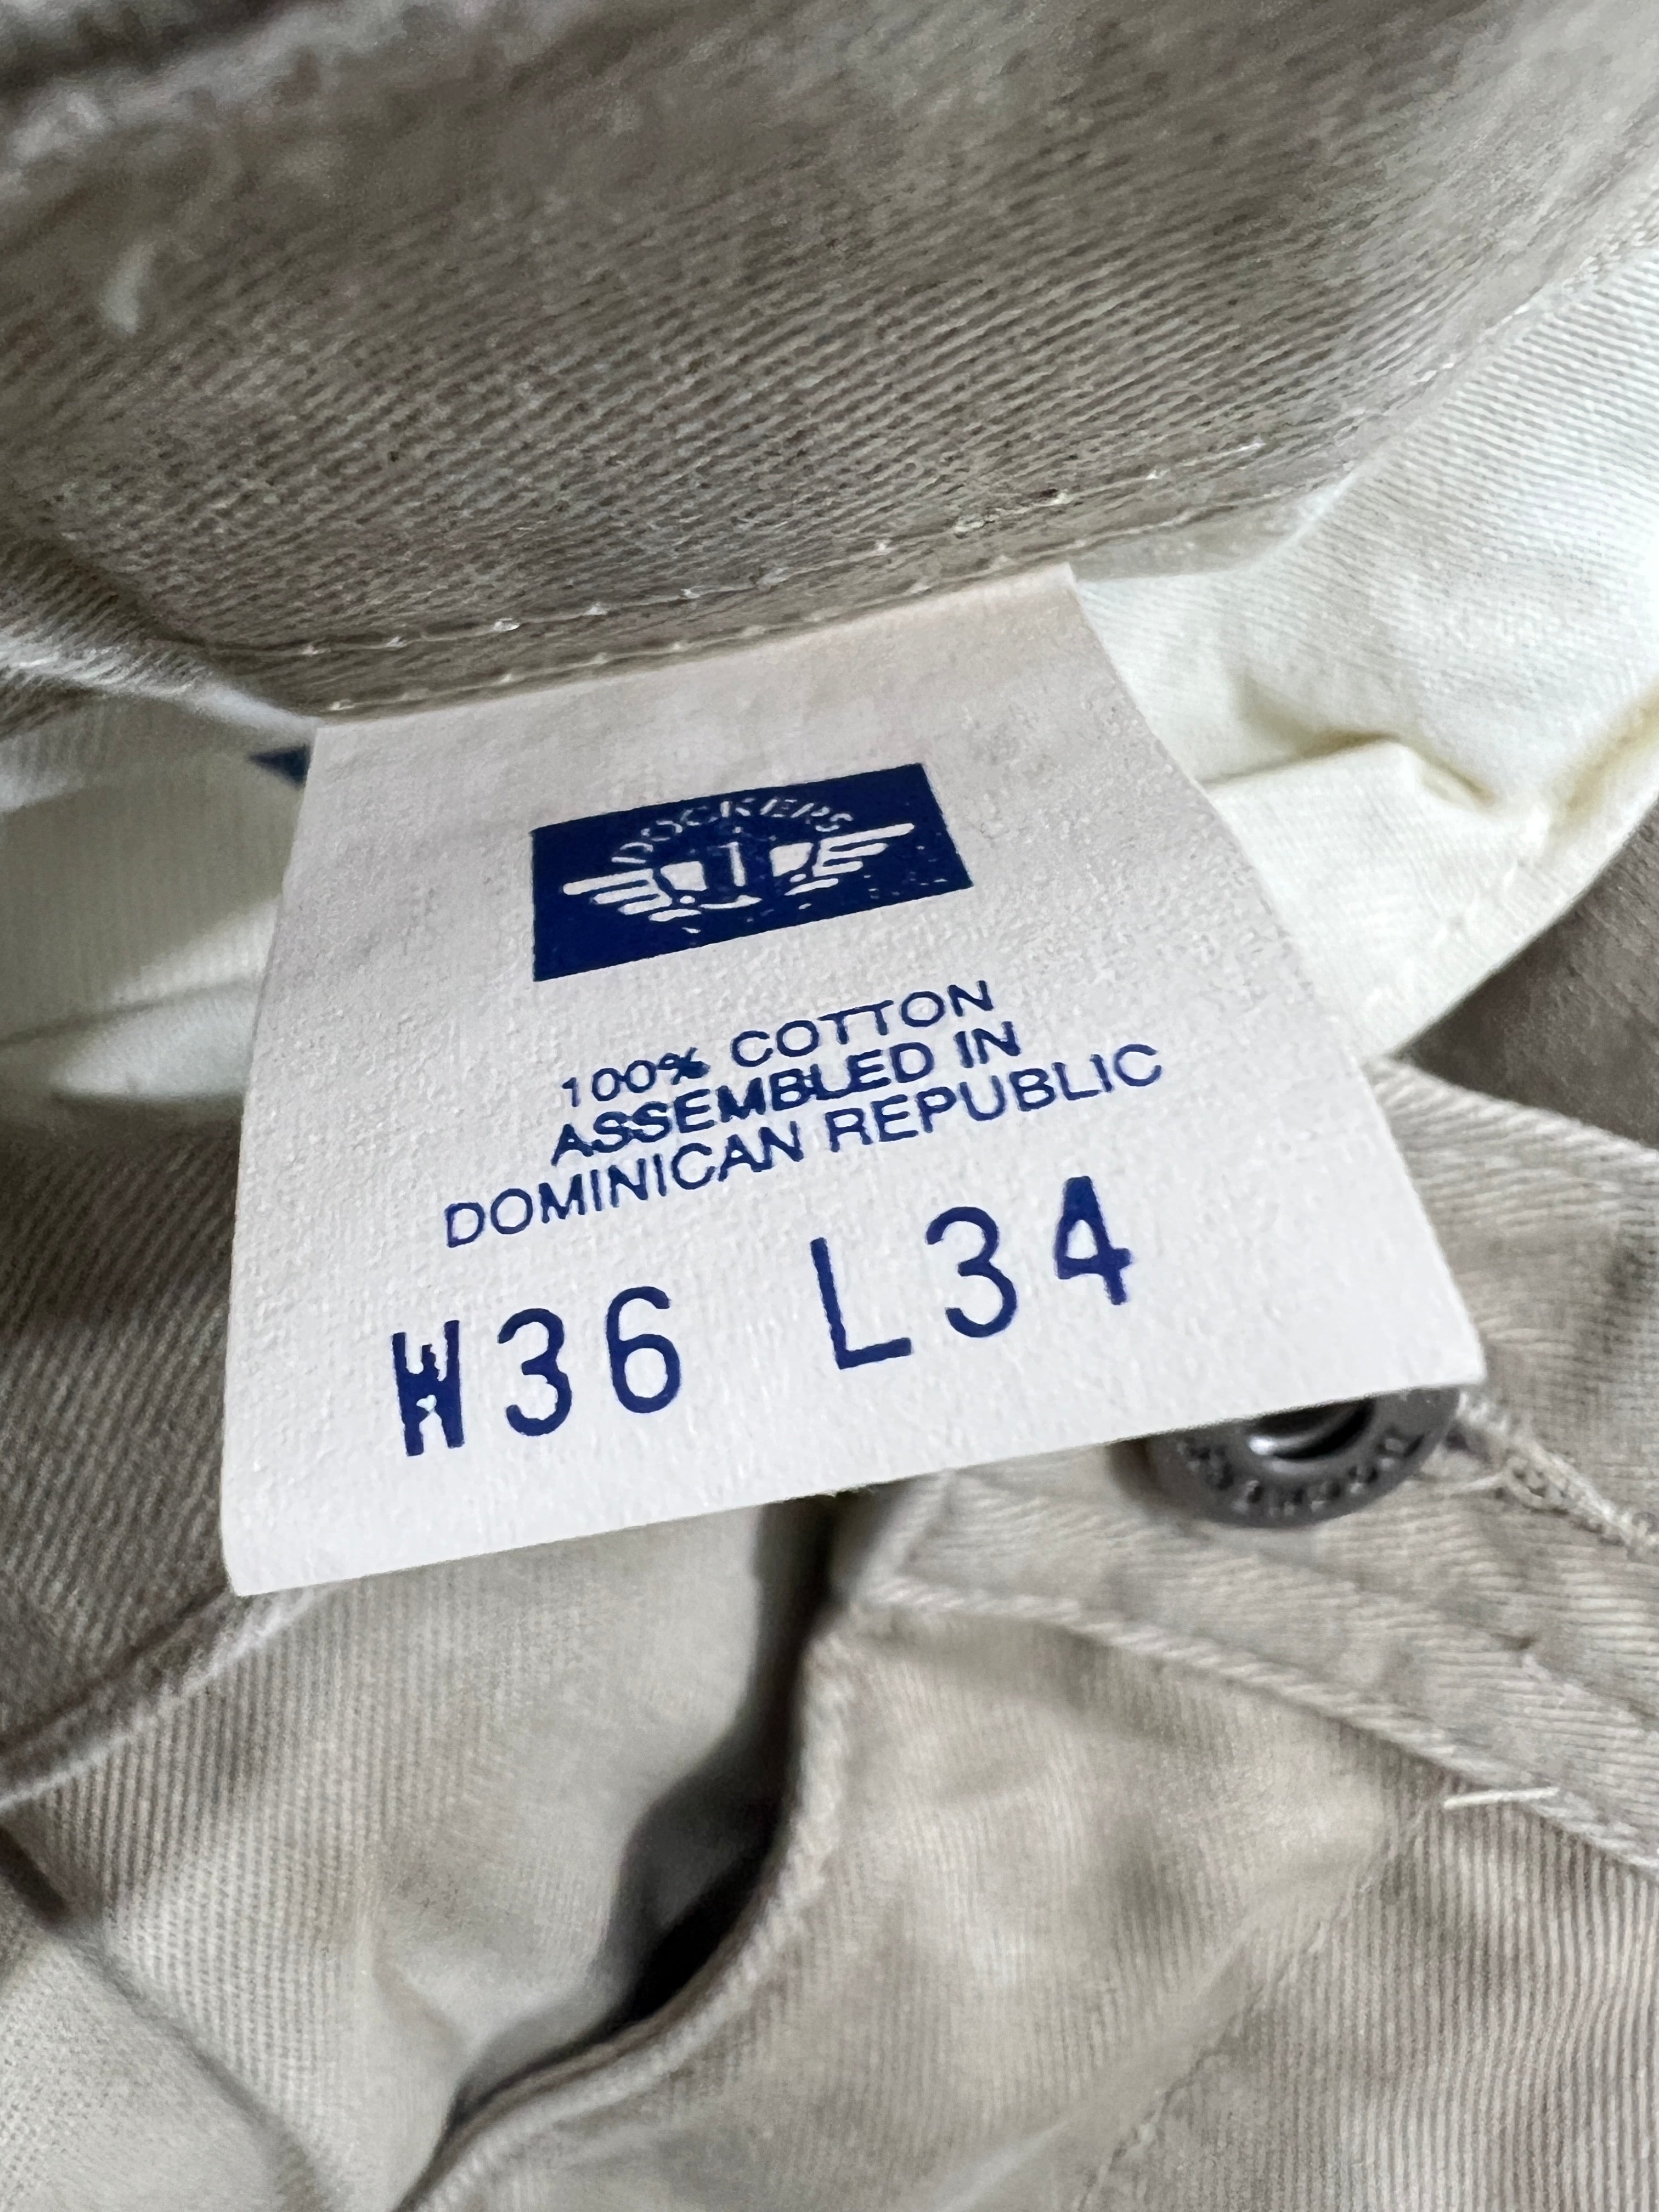 DOCKERS
100% COTTON
ASSEMBLED IN
DOMINICAN REPUBLIC
W36 L34